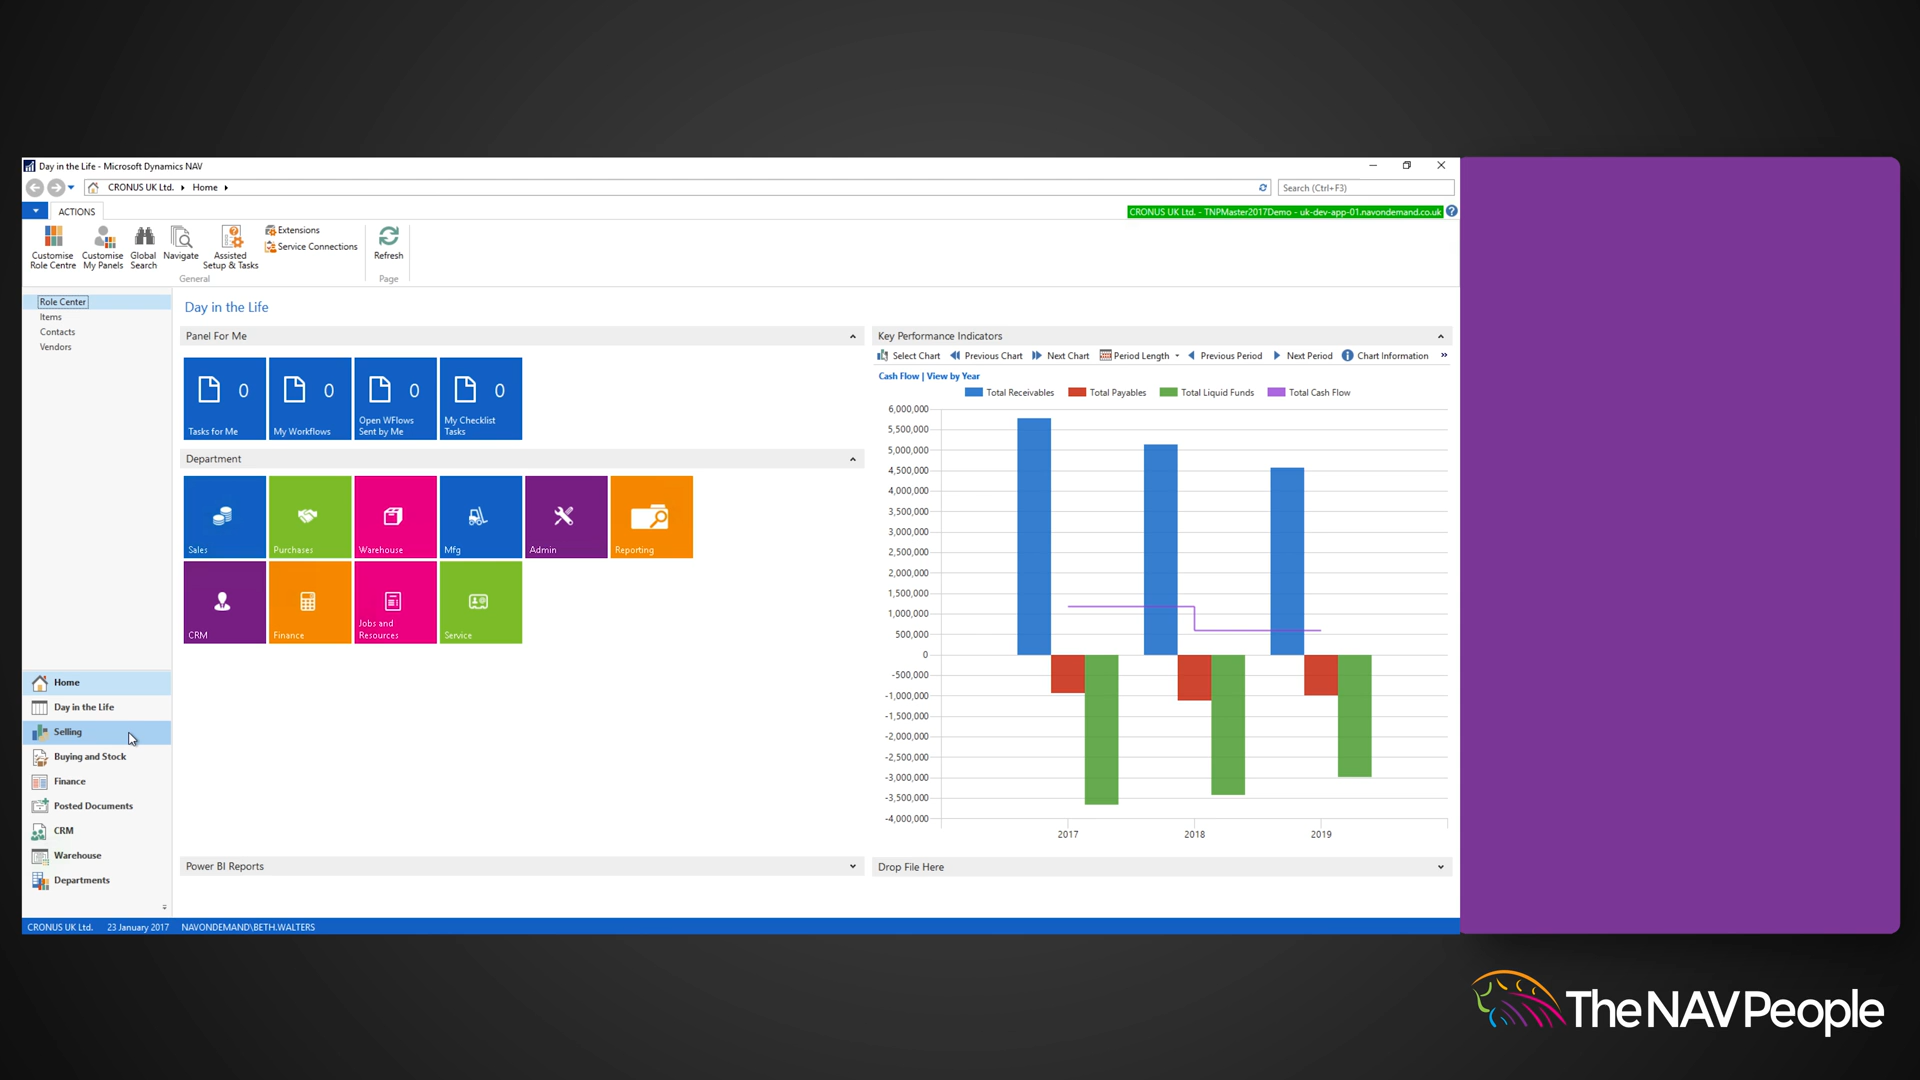 Day in the Life - Microsoft Dynamics NAV
CRONUS UK Ltd. Home
Search (Ctrl+F3)
ACTIONS
CRONUS UK Ltd. - TNPMaster2017Demo - uk-dev-app-01.navondemand.co.uk
Customise
Role Centre
Customise
My Panels
Global
Search
Navigate
Assisted
Setup & Tasks
Extensions
Service Connections
Refresh
General
Page
Role Center
Items
Contacts
Vendors
Day in the Life
Panel For Me
0
Tasks for Me
0
My Workflows
0
Open WFlows
Sent by Me
0
My Checklist
Tasks
Department
Sales
Purchases
Warehouse
Mfg
Admin
Reporting
CRM
Finance
Jobs and
Resources
Service
Power BI Reports
Key Performance Indicators
Select Chart Previous Chart Next Chart Period Length Previous Period Next Period Chart Information
Cash Flow | View by Year
Total Receivables Total Payables Total Liquid Funds Total Cash Flow
6,000,000
5,500,000
5,000,000
4,500,000
4,000,000
3,500,000
3,000,000
2,500,000
2,000,000
1,500,000
1,000,000
500,000
0
-500,000
-1,000,000
-1,500,000
-2,000,000
-2,500,000
-3,000,000
-3,500,000
-4,000,000
2017 2018 2019
Drop File Here
Home
Day in the Life
Selling
Buying and Stock
Finance
Posted Documents
CRM
Warehouse
Departments
CRONUS UK Ltd. 23 January 2017 NAVONDEMAND\BETH.WALTERS
TheNAVPeople